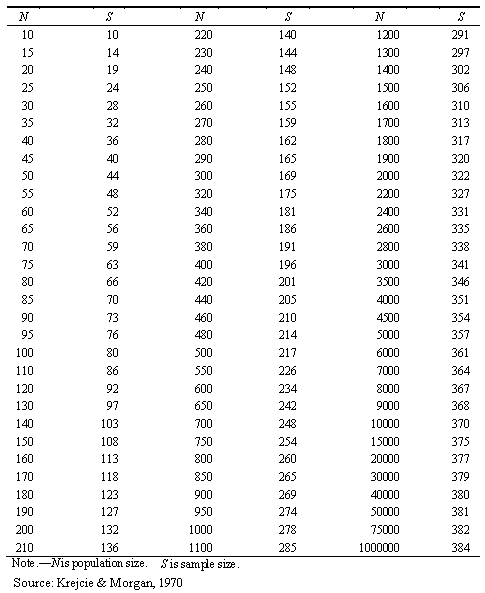 N S N S N S
10 10 220 140 1200 291
15 14 230 144 1300 297
20 19 240 148 1400 302
25 24 250 152 1500 306
30 28 260 155 1600 310
35 32 270 159 1700 313
40 36 280 162 1800 317
45 40 290 165 1900 320
50 44 300 169 2000 322
55 48 320 175 2200 327
60 52 340 181 2400 331
65 56 360 186 2600 335
70 59 380 191 2800 338
75 63 400 196 3000 341
80 66 420 201 3500 346
85 70 440 205 4000 351
90 73 460 210 4500 354
95 76 480 214 5000 357
100 80 500 217 6000 361
110 86 550 226 7000 364
120 92 600 234 8000 367
130 97 650 242 9000 368
140 103 700 248 10000 370
150 108 750 254 15000 375
160 113 800 260 20000 377
170 118 850 265 30000 379
180 123 900 269 40000 380
190 127 950 274 50000 381
200 132 1000 278 75000 382
210 136 1100 285 1000000 384
Note.—N is population size. S is sample size.
Source: Krejcie & Morgan, 1970